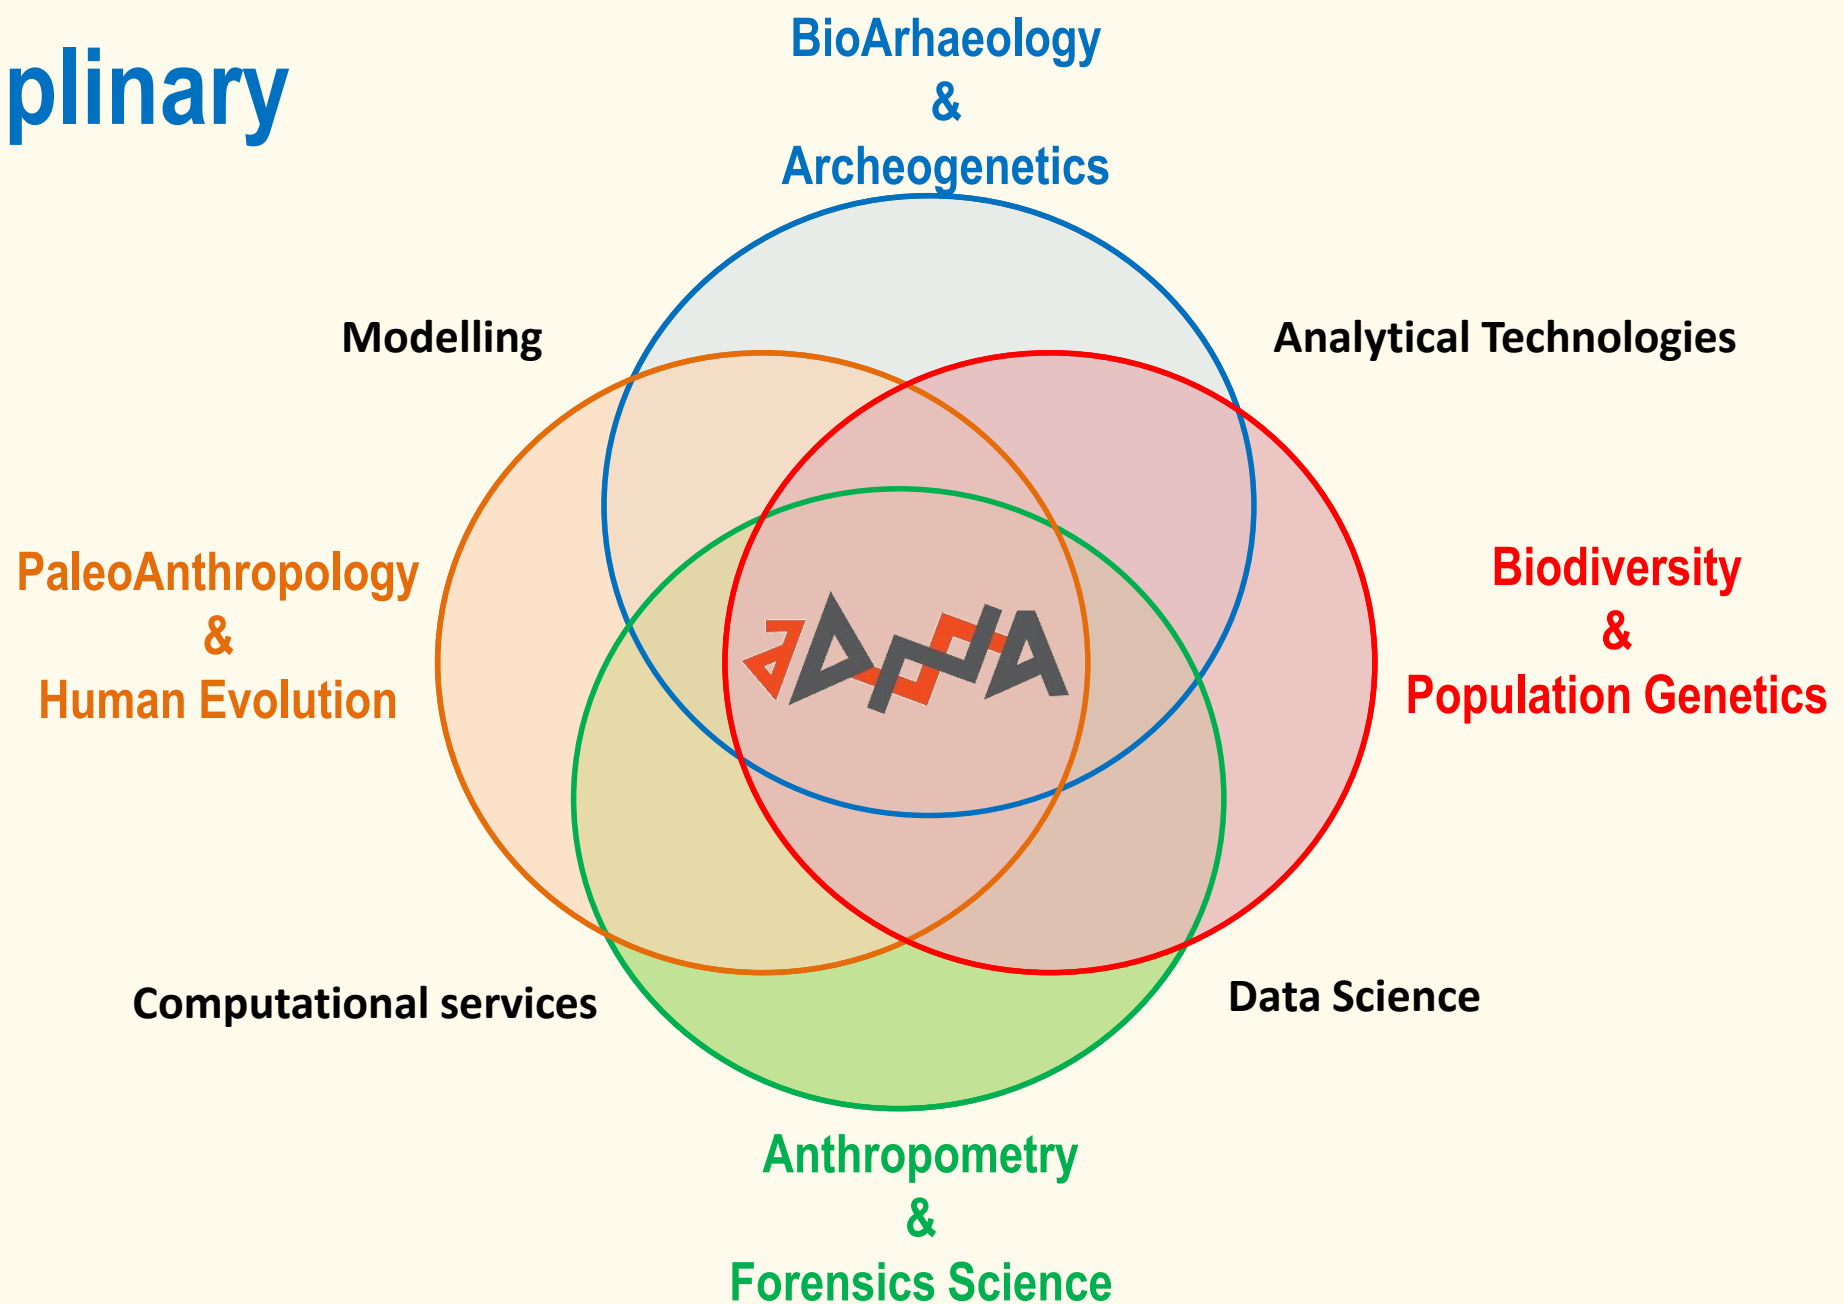 plinary
BioArhaeology
&
Archeogenetics
Modelling
Analytical Technologies
PaleoAnthropology
&
Human Evolution
Biodiversity
&
Population Genetics
Computational services
Data Science
Anthropometry
&
Forensics Science